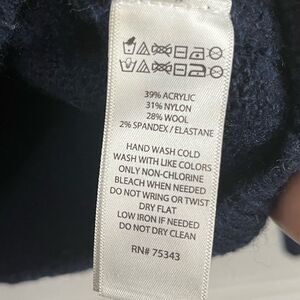 39% ACRYLIC
31% NYLON
28% WOOL
2% SPANDEX / ELASTANE
HAND WASH COLD
WASH WITH LIKE COLORS
ONLY NON-CHLORINE
BLEACH WHEN NEEDED
DO NOT WRING OR TWIST
DRY FLAT
LOW IRON IF NEEDED
DO NOT DRY CLEAN
RN# 75343